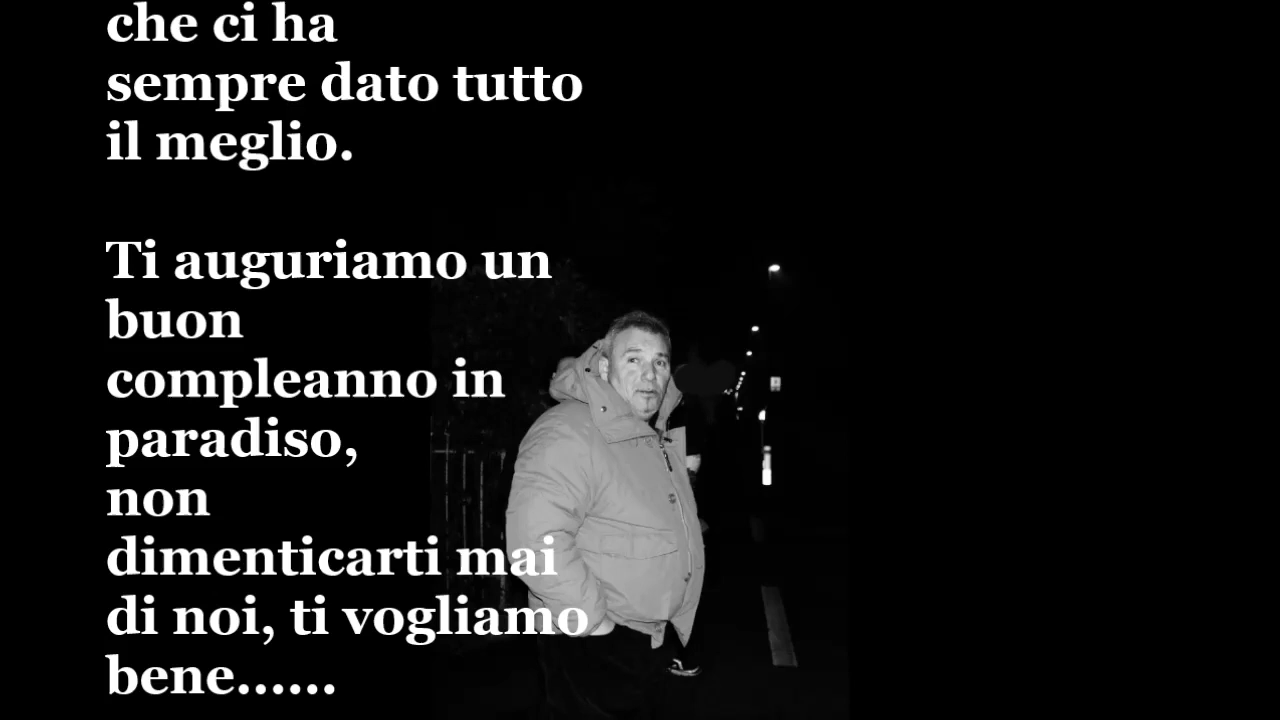 che ci ha
sempre dato tutto
il meglio.
Ti auguriamo un
buon
compleanno in
paradiso,
non
dimenticarti mai
di noi, ti vogliamo
bene......